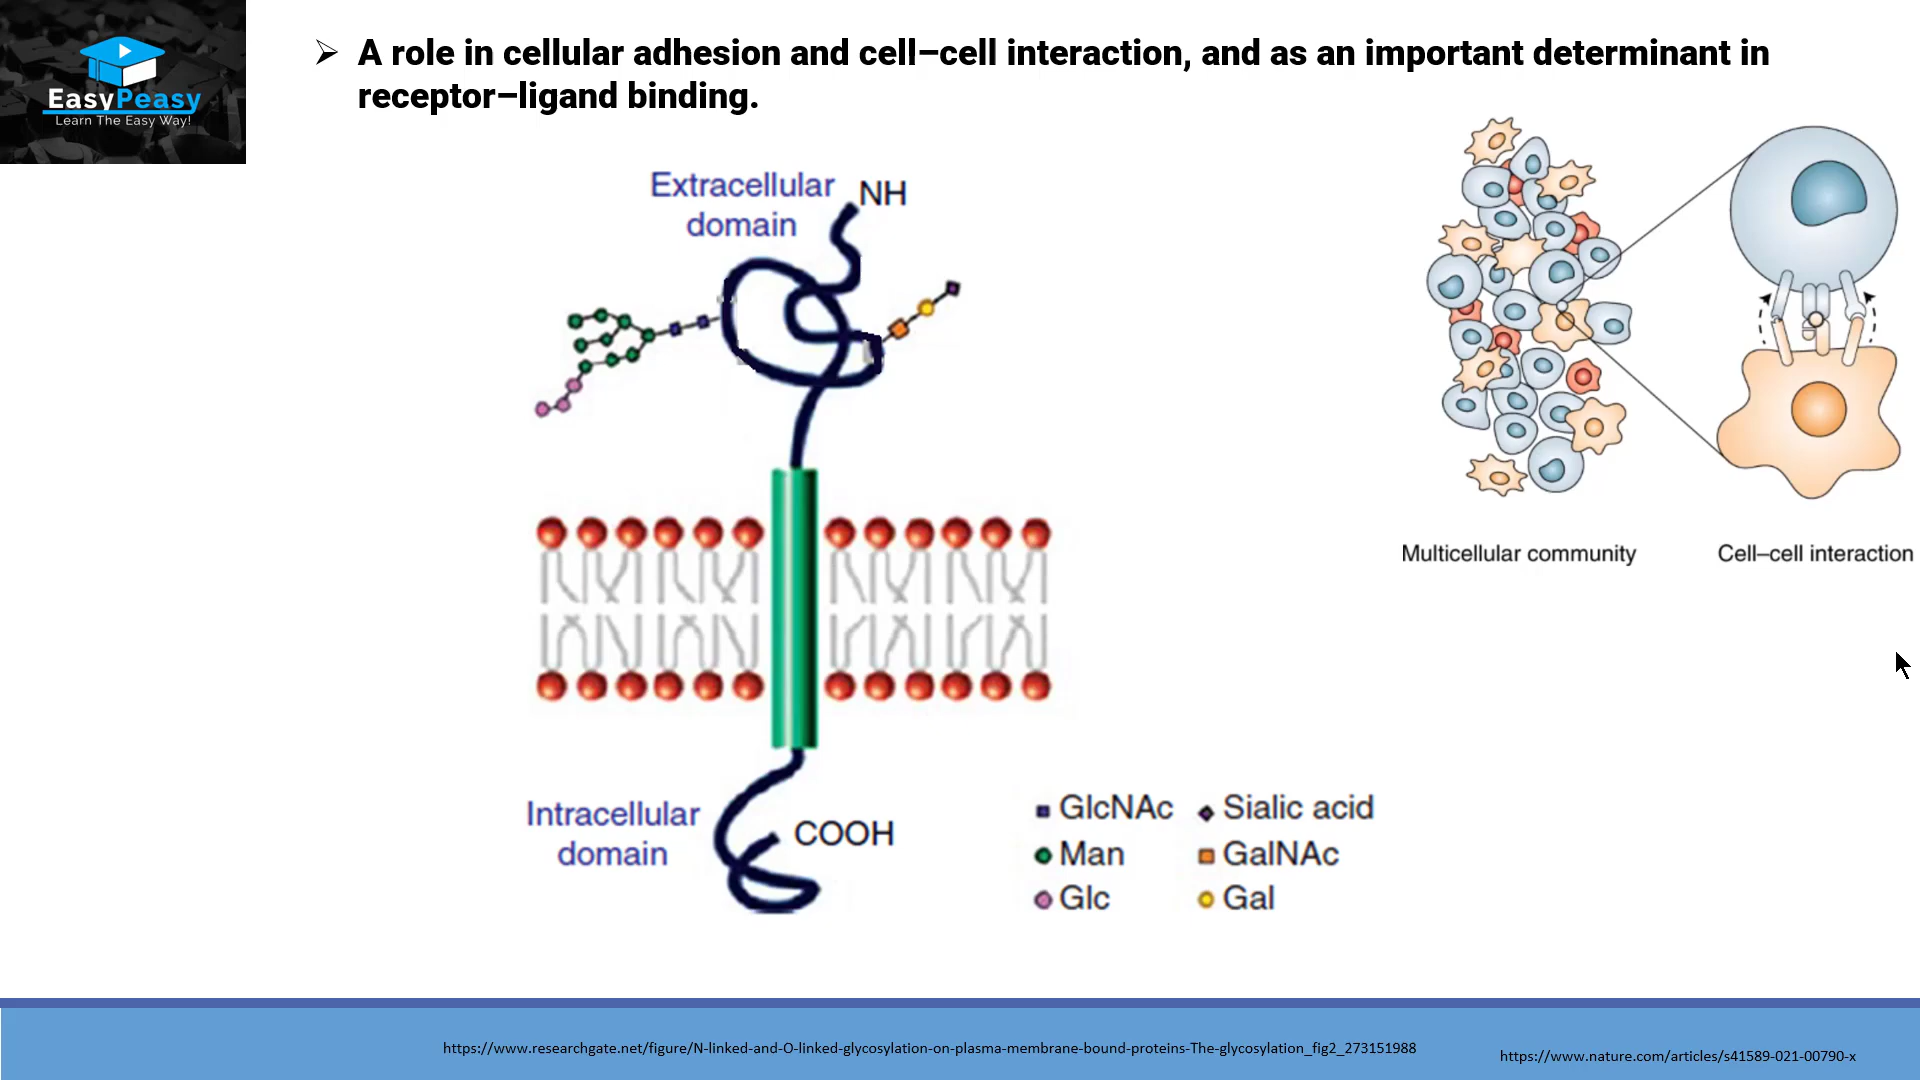 EasyPeasy
Learn The Easy Way!
➢ A role in cellular adhesion and cell–cell interaction, and as an important determinant in
receptor–ligand binding.
Extracellular
domain
NH
Multicellular community
Cell–cell interaction
Intracellular
domain
COOH
GlcNAc
Sialic acid
Man
GalNAc
Glc
Gal
https://www.researchgate.net/figure/N-linked-and-O-linked-glycosylation-on-plasma-membrane-bound-proteins-The-glycosylation_fig2_273151988
https://www.nature.com/articles/s41589-021-00790-x